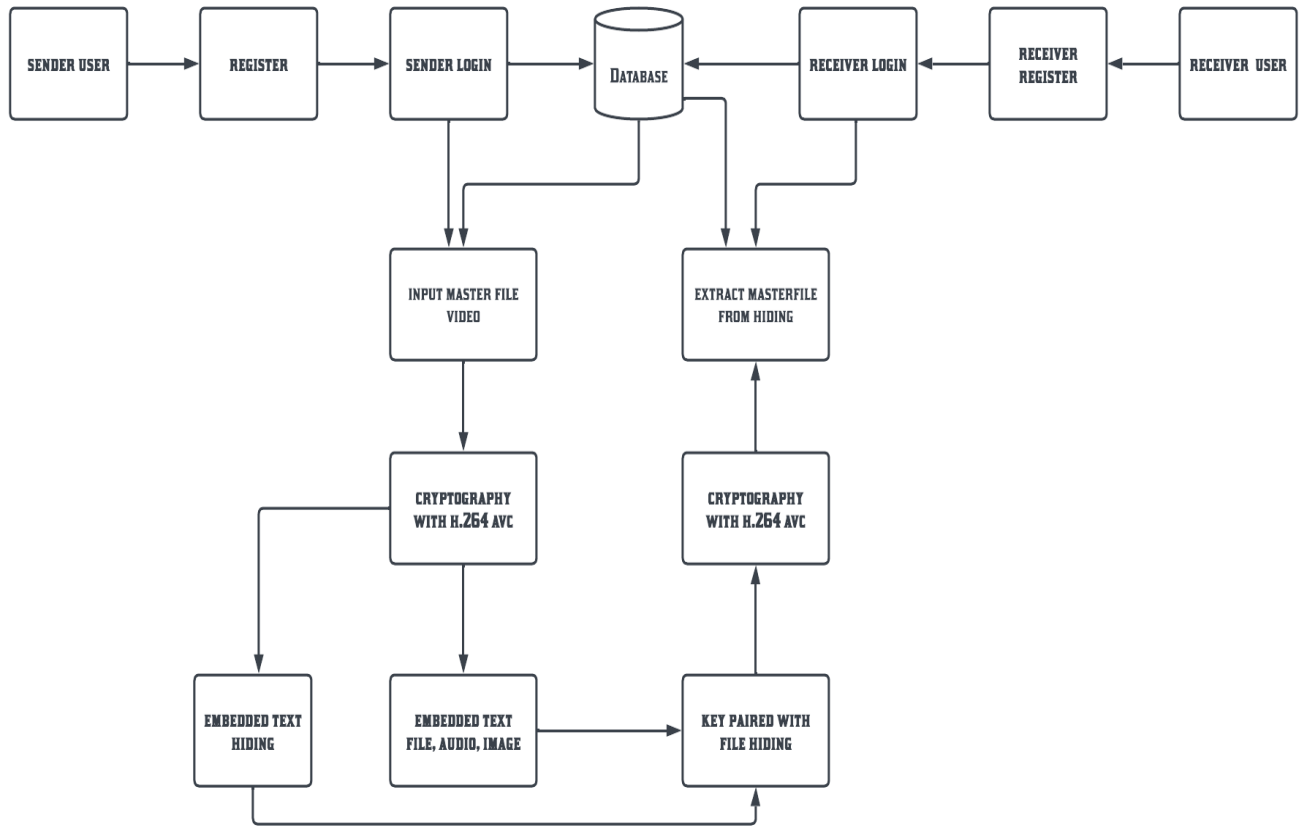 SENDER USER
REGISTER
SENDER LOGIN
DATABASE
RECEIVER LOGIN
RECEIVER
REGISTER
RECEIVER USER
INPUT MASTER FILE
VIDEO
EXTRACT MASTERFILE
FROM HIDING
CRYPTOGRAPHY
WITH H.264 AVC
CRYPTOGRAPHY
WITH H.264 AVC
EMBEDDED TEXT
HIDING
EMBEDDED TEXT
FILE, AUDIO, IMAGE
KEY PAIRED WITH
FILE HIDING